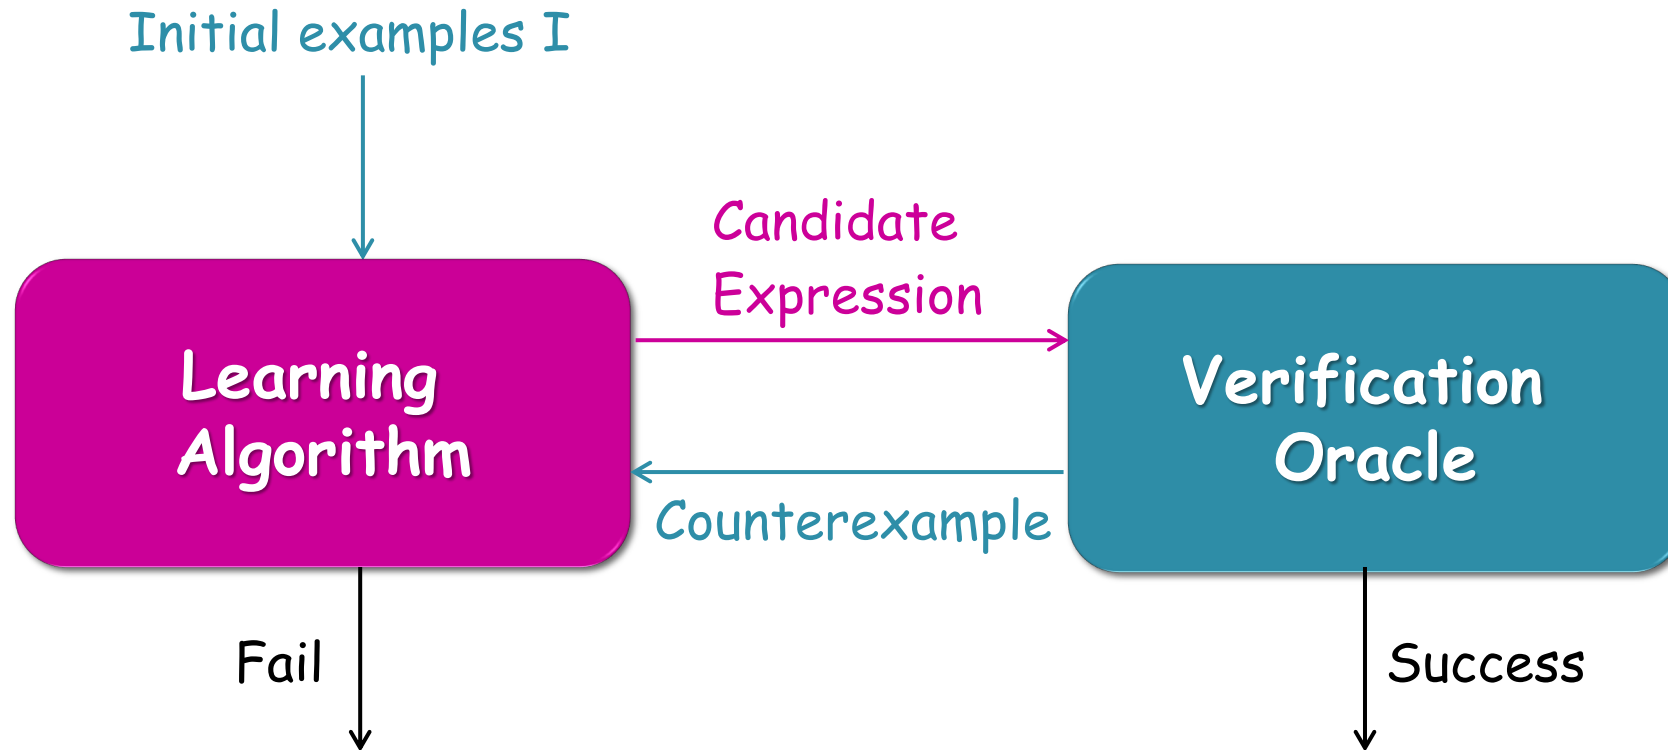 Initial examples I
Candidate
Expression
Learning
Algorithm
Verification
Oracle
Counterexample
Fail
Success